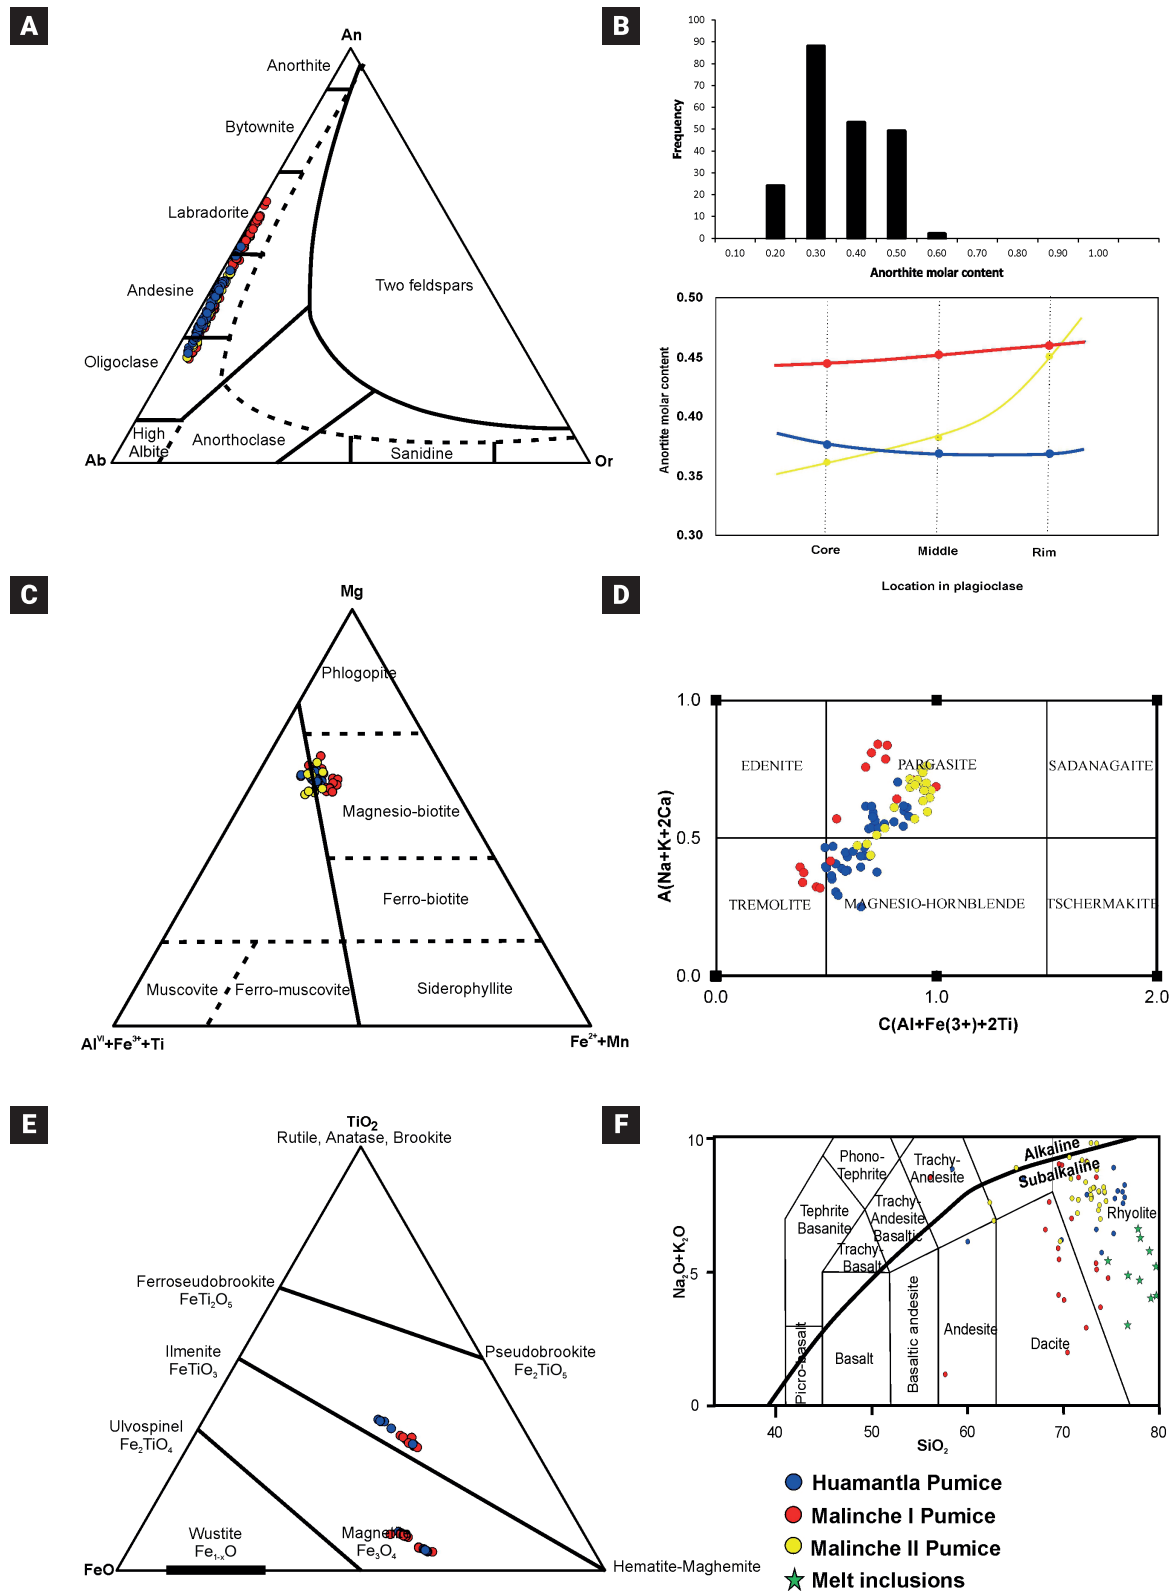 A
An
Anorthite
Bytownite
Labradorite
Andesine
Oligoclase
High
Albite
Anorthoclase
Sanidine
Two feldspars
Ab
Or
B
100
90
80
70
60
50
40
30
20
10
0
Frequency
0.10 0.20 0.30 0.40 0.50 0.60 0.70 0.80 0.90 1.00
Anorthite molar content
0.50
0.45
0.40
0.35
0.30
Anortite molar content
Core Middle Rim
Location in plagioclase
C
Mg
Phlogopite
Magnesio-biotite
Ferro-biotite
Muscovite
Ferro-muscovite
Siderophyllite
Al^VI+Fe³⁺+Ti
Fe²⁺+Mn
D
1.0
0.5
0.0
A(Na+K+2Ca)
EDENITE
PARGASITE
SADANAGAITE
TREMOLITE
MAGNESIO-HORNBLENDE
TSCHERMAKITE
0.0 1.0 2.0
C(Al+Fe(3+)+2Ti)
E
TiO₂
Rutile, Anatase, Brookite
Ferroseudobrookite
FeTi₂O₅
Ilmenite
FeTiO₃
Ulvospinel
Fe₂TiO₄
Pseudobrookite
Fe₂TiO₅
Wustite
Fe₁₋ₓO
Magnetite
Fe₃O₄
FeO
Hematite-Maghemite
F
10
5
0
Na₂O+K₂O
Phono-
Tephrite
Trachy-
Andesite
Alkaline
Subalkaline
Tephrite
Basanite
Trachy-
Andesite
Basaltic
Trachy-
Basalt
Rhyolite
Picro-basalt
Basalt
Basaltic andesite
Andesite
Dacite
40 50 60 70 80
SiO₂
Huamantla Pumice
Malinche I Pumice
Malinche II Pumice
Melt inclusions